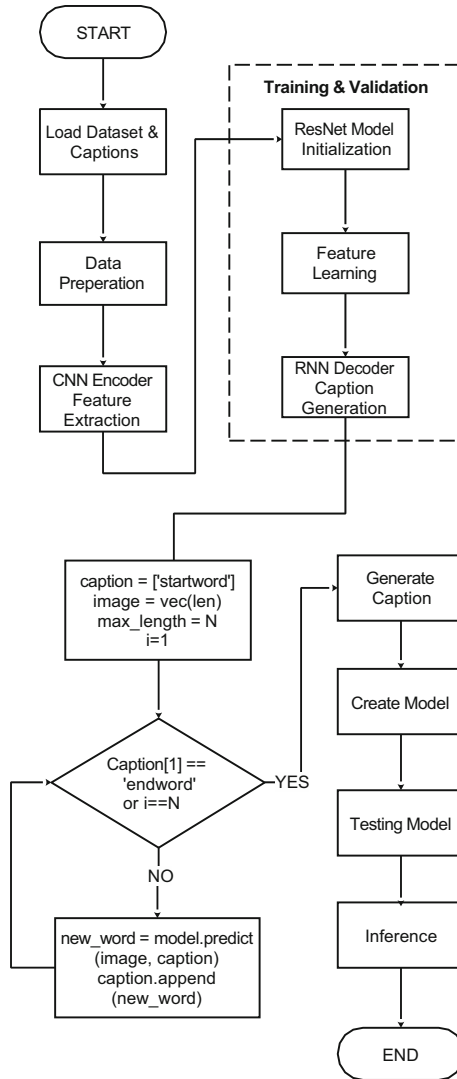 START
Load Dataset &
Captions
Data
Preperation
CNN Encoder
Feature
Extraction
Training & Validation
ResNet Model
Initialization
Feature
Learning
RNN Decoder
Caption
Generation
caption = ['startword']
image = vec(len)
max_length = N
i=1
Caption[1] ==
'endword'
or i==N
YES
NO
new_word = model.predict
(image, caption)
caption.append
(new_word)
Generate
Caption
Create Model
Testing Model
Inference
END